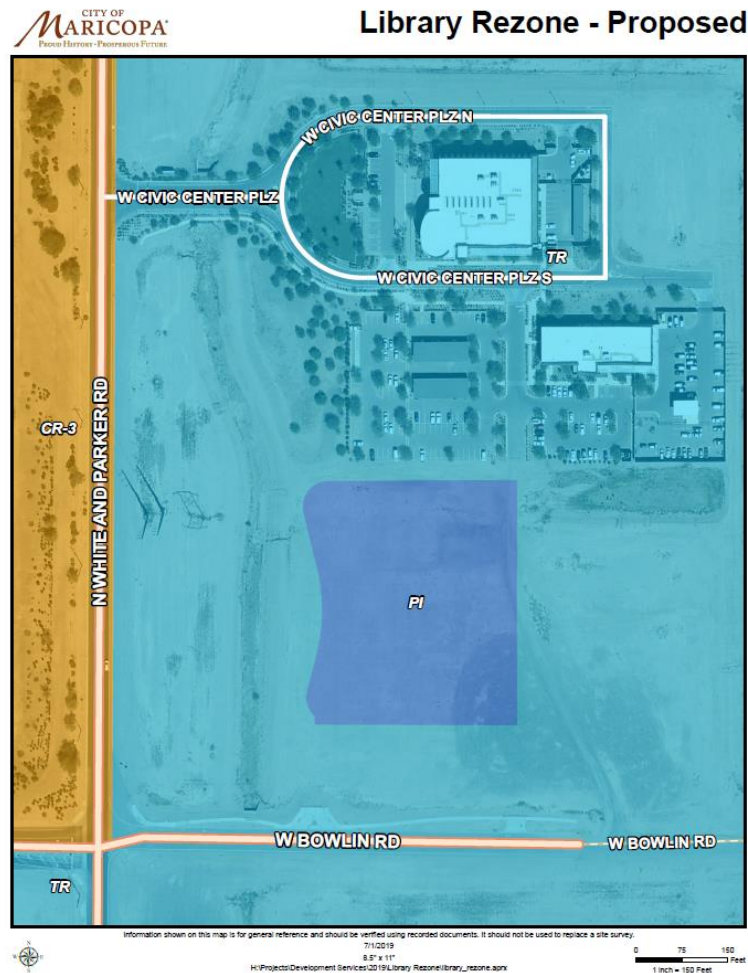 CITY OF
MARICOPA
PROUD HISTORY • PROSPEROUS FUTURE
Library Rezone - Proposed
W CIVIC CENTER PLZ N
W CIVIC CENTER PLZ
TR
W CIVIC CENTER PLZ S
CR-3
N WHITE AND PARKER RD
PI
W BOWLIN RD
W BOWLIN RD
TR
Information shown on this map is for general reference and should be verified using recorded documents. It should not be used to replace a site survey.
7/1/2019
8.5" x 11"
H:\Projects\Development Services\2019\Library Rezone\library_rezone.aprx
0 75 150
Feet
1 inch = 150 Feet